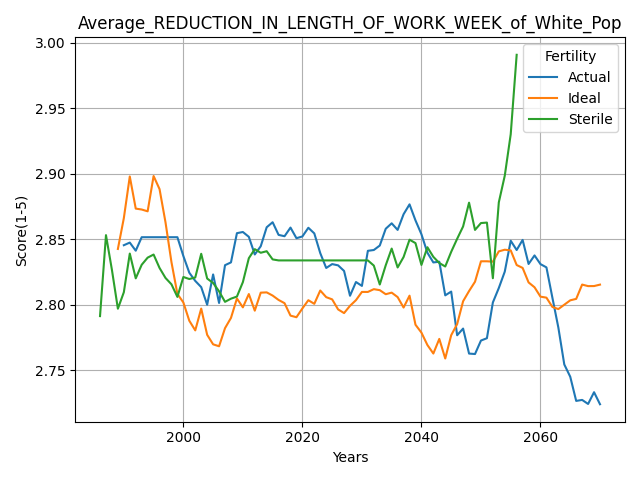 Average_REDUCTION_IN_LENGTH_OF_WORK_WEEK_of_White_Pop
3.00
2.95
2.90
2.85
2.80
2.75
Score(1-5)
Fertility
Actual
Ideal
Sterile
2000
2020
2040
2060
Years